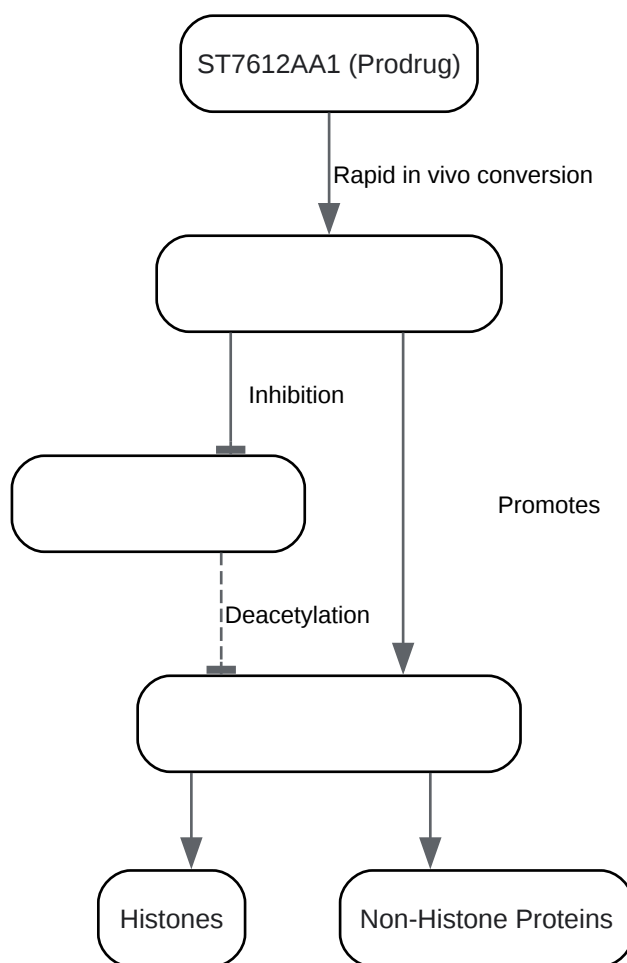 ST7612AA1 (Prodrug)
Rapid in vivo conversion
Inhibition
Promotes
Deacetylation
Histones
Non-Histone Proteins